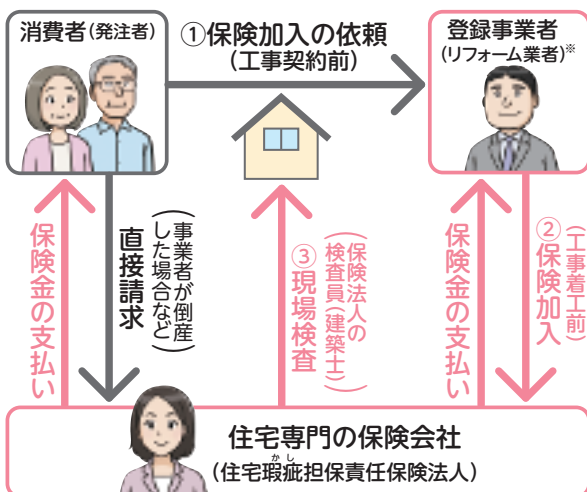 消費者(発注者)
①保険加入の依頼
(工事契約前)
登録事業者
(リフォーム業者)※
保険金の支払い
直接請求
(事業者が倒産
した場合など)
③現場検査
(保険法人の
検査員(建築士))
保険金の支払い
②保険加入
(工事着工前)
住宅専門の保険会社
かし
(住宅瑕疵担保責任保険法人)